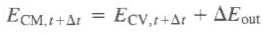 E_{CM, t+Δt} = E_{CV, t+Δt} + ΔE_{out}